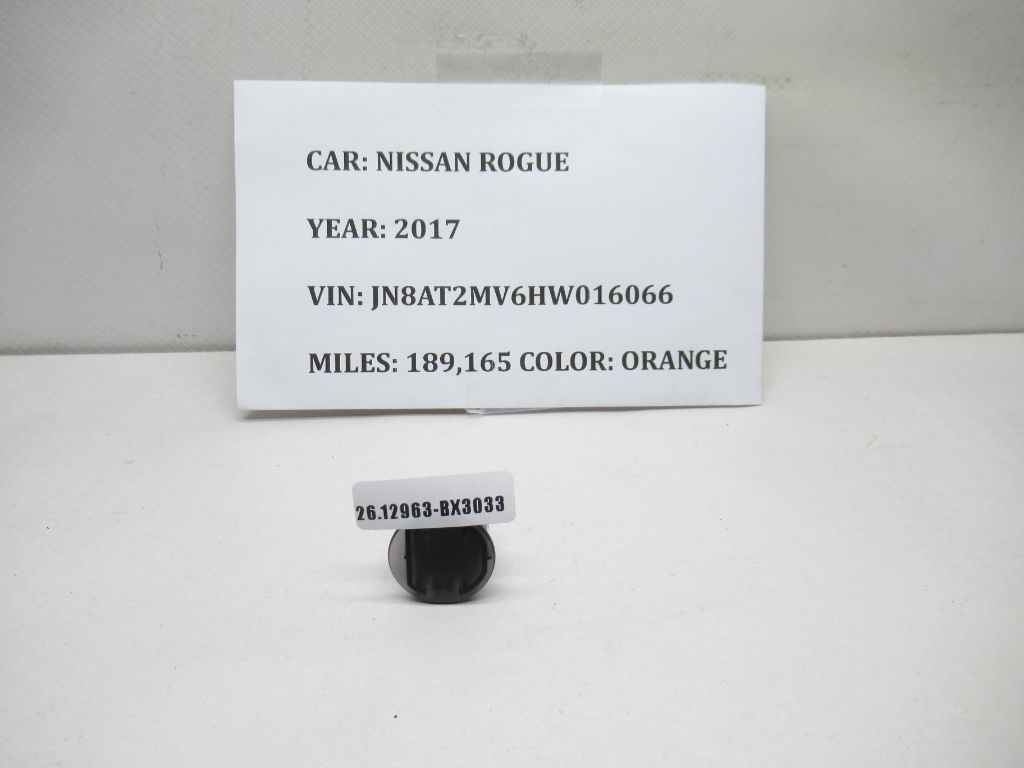 CAR: NISSAN ROGUE
YEAR: 2017
VIN: JN8AT2MV6HW016066
MILES: 189,165 COLOR: ORANGE
26.12963-BX3033